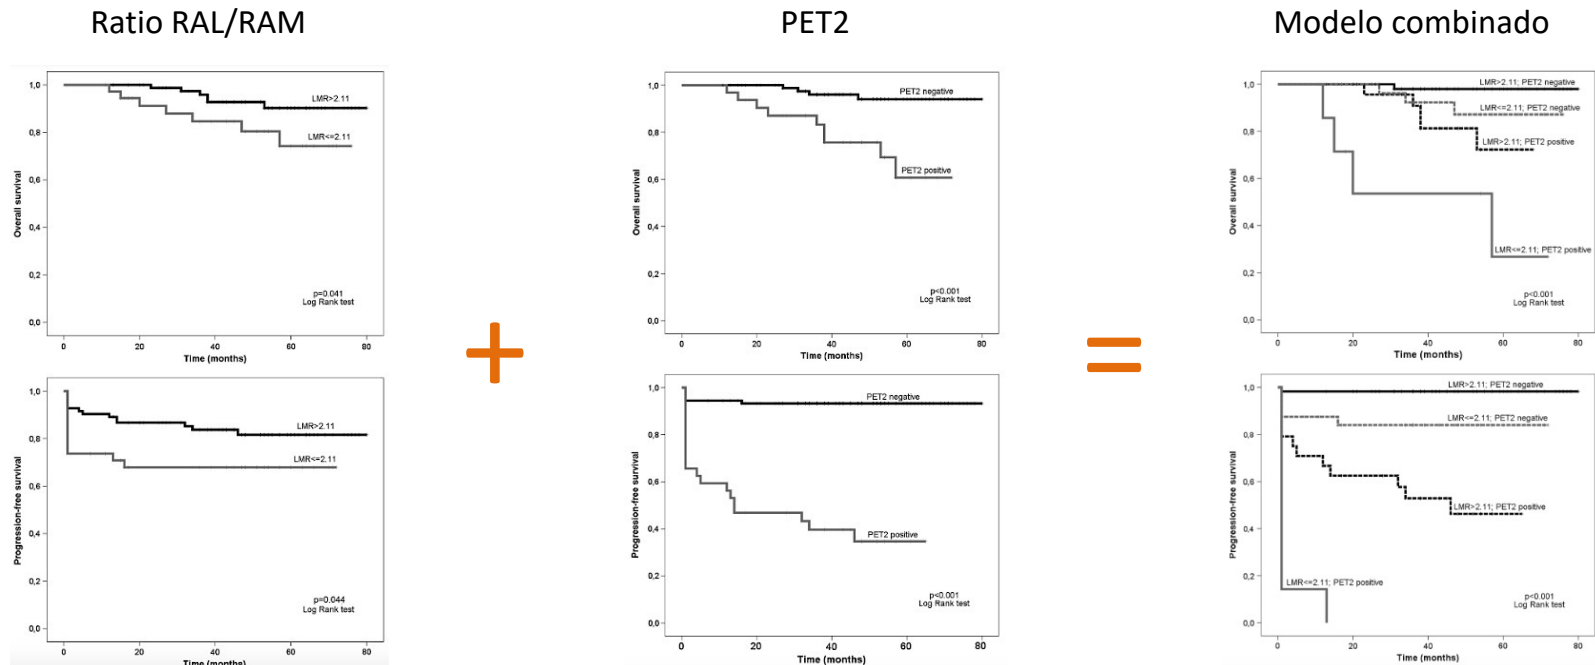 Ratio RAL/RAM
PET2
Modelo combinado
Overall survival
1,0
0,8
0,6
0,4
0,2
0,0
LMR>2.11
LMR<=2.11
p=0.041
Log Rank test
0 20 40 60 80
Time (months)
Overall survival
1,0
0,8
0,6
0,4
0,2
0,0
PET2 negative
PET2 positive
p<0.001
Log Rank test
0 20 40 60 80
Time (months)
Overall survival
1,0
0,8
0,6
0,4
0,2
0,0
LMR>2.11; PET2 negative
LMR<=2.11; PET2 negative
LMR>2.11; PET2 positive
LMR<=2.11; PET2 positive
p<0.001
Log Rank test
0 20 40 60 80
Time (months)
+
=
Progression-free survival
1,0
0,8
0,6
0,4
0,2
0,0
LMR>2.11
LMR<=2.11
p=0.044
Log Rank test
0 20 40 60 80
Time (months)
Progression-free survival
1,0
0,8
0,6
0,4
0,2
0,0
PET2 negative
PET2 positive
p<0.001
Log Rank test
0 20 40 60 80
Time (months)
Progression-free survival
1,0
0,8
0,6
0,4
0,2
0,0
LMR>2.11; PET2 negative
LMR<=2.11; PET2 negative
LMR>2.11; PET2 positive
LMR<=2.11; PET2 positive
p<0.001
Log Rank test
0 20 40 60 80
Time (months)